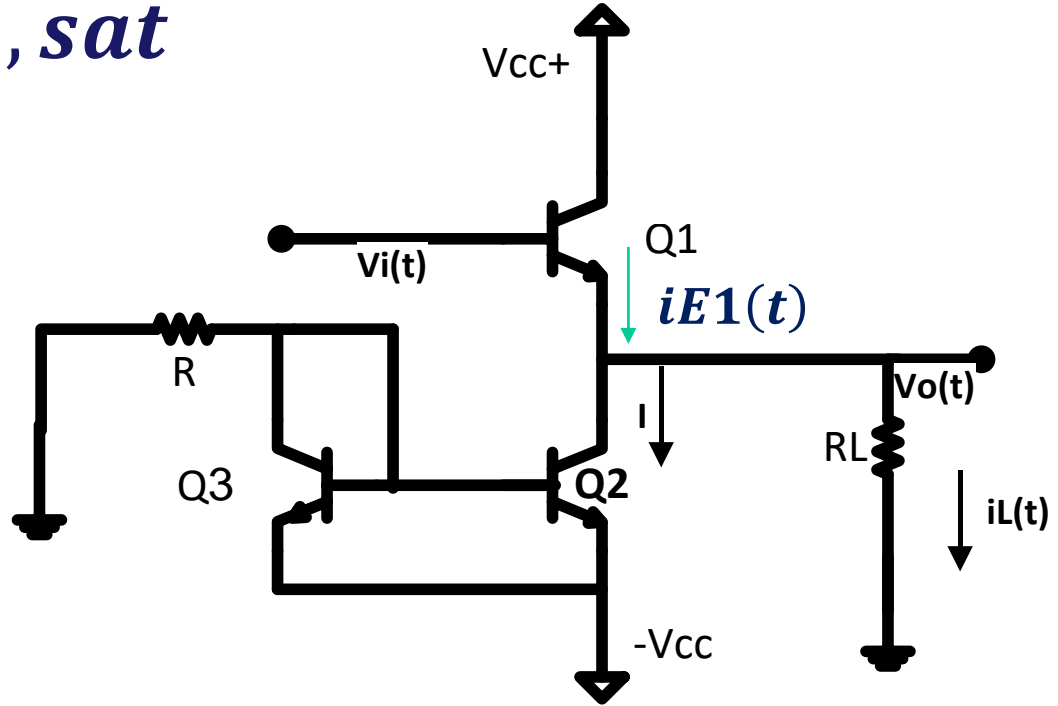 , sat
Vcc+
Q1
Vi(t)
iE1(t)
R
Vo(t)
I
RL
Q3
Q2
iL(t)
-Vcc